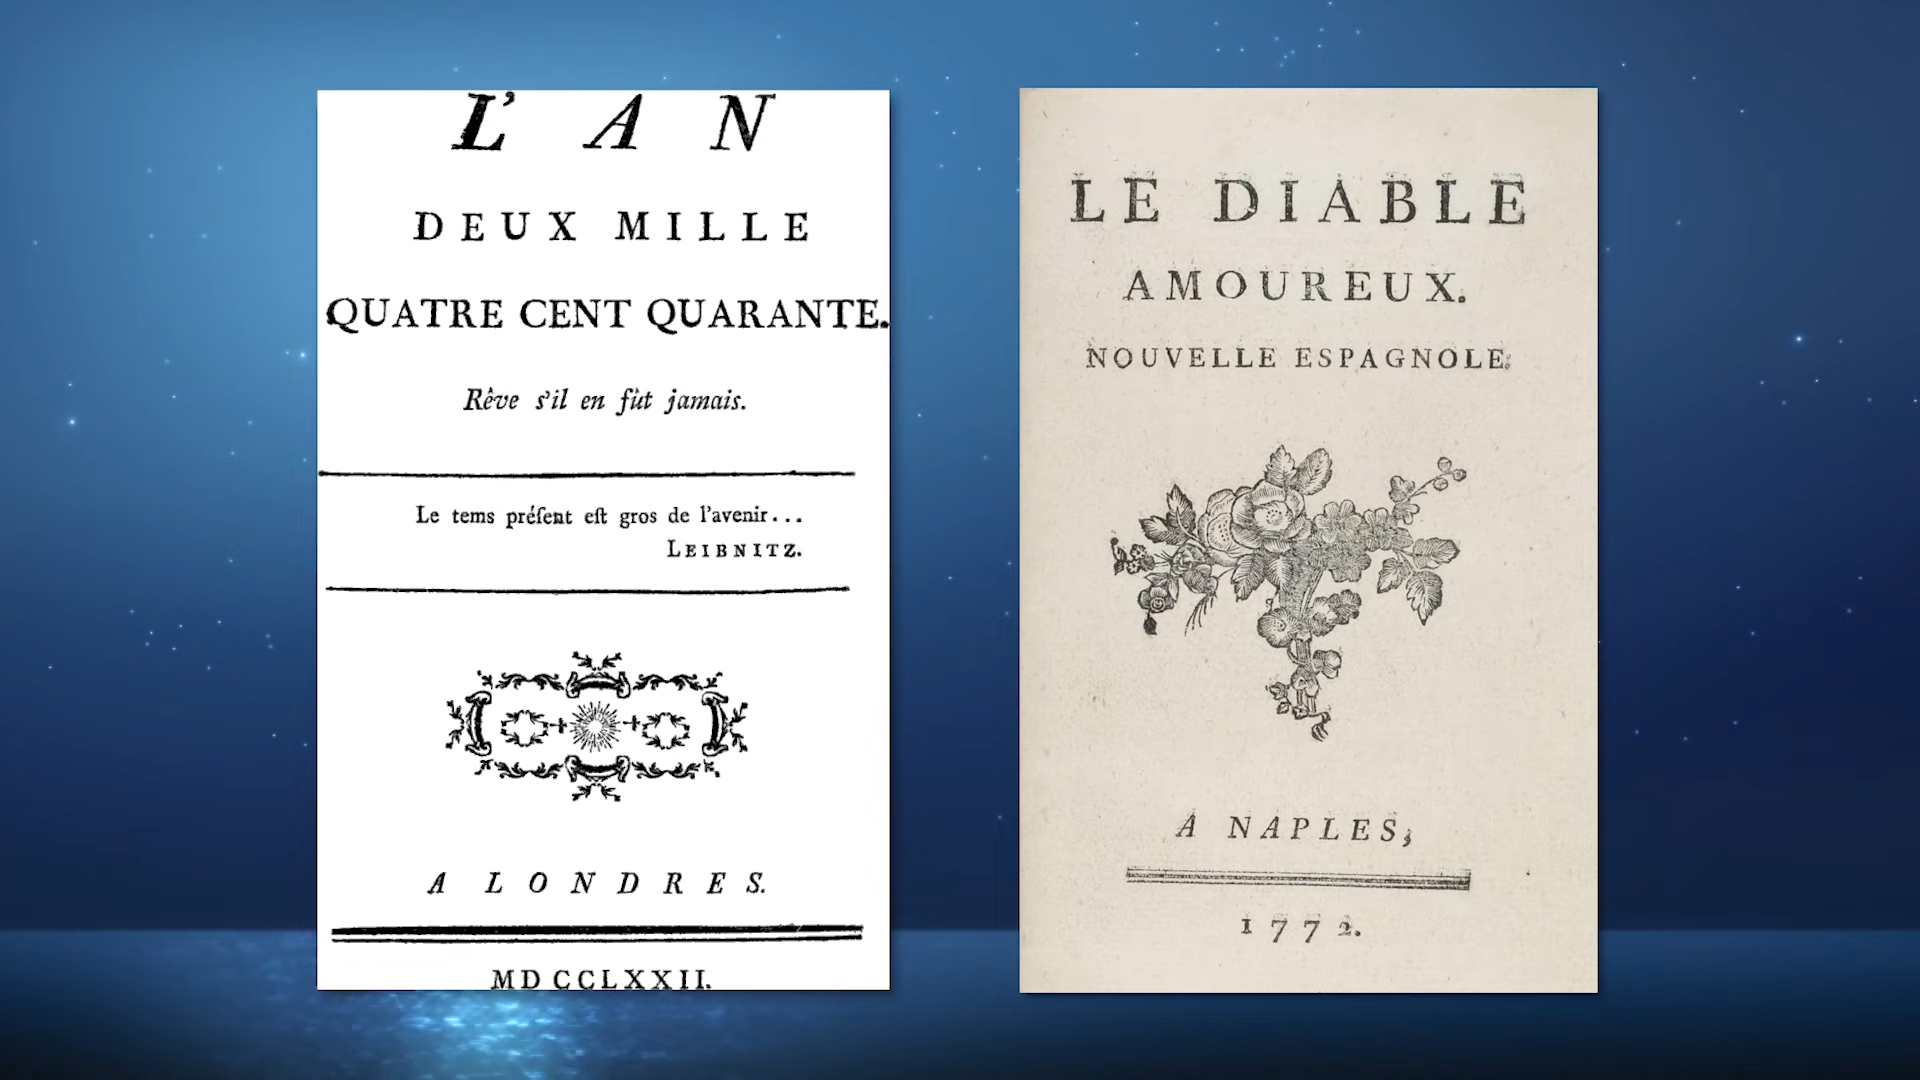 L' A N
DEUX MILLE
QUATRE CENT QUARANTE.
Rêve s'il en fût jamais.
Le tems préſent eſt gros de l'avenir...
LEIBNITZ.
A LONDRES.
MDCCLXXII.
LE DIABLE
AMOUREUX.
NOUVELLE ESPAGNOLE.
A NAPLES,
1772.